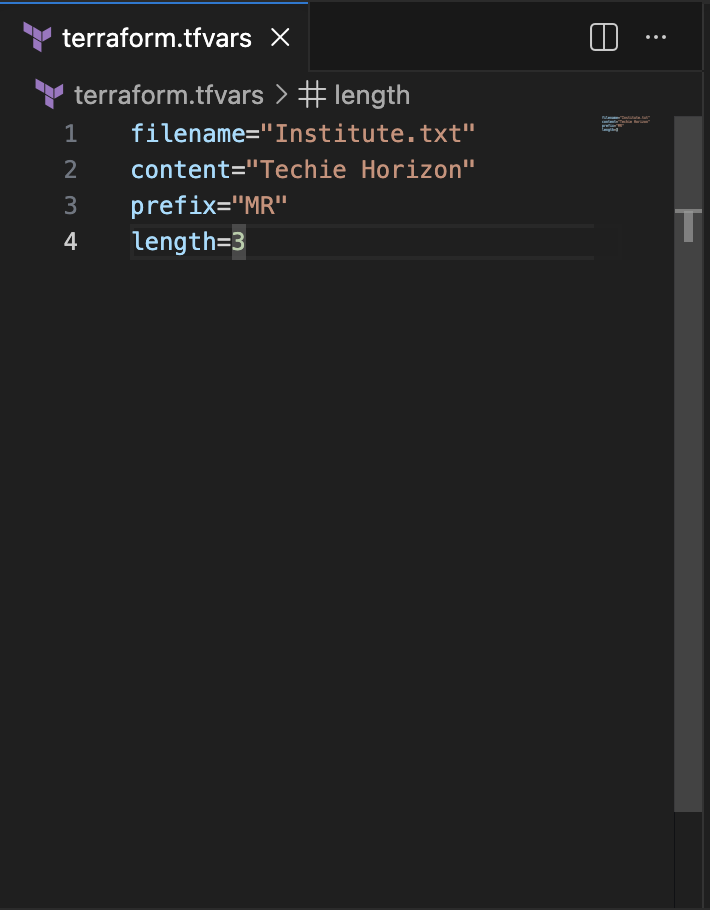 terraform.tfvars
terraform.tfvars > length
1 filename="Institute.txt"
2 content="Techie Horizon"
3 prefix="MR"
4 length=3